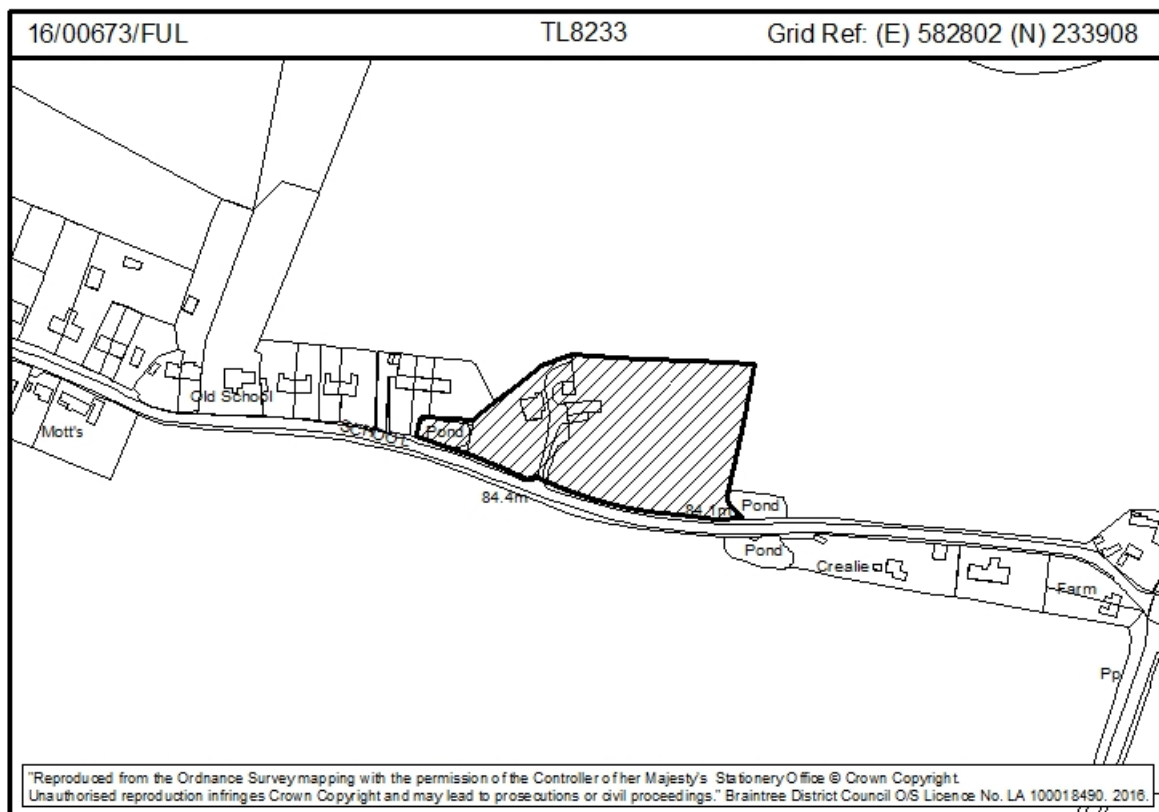 16/00673/FUL TL8233 Grid Ref: (E) 582802 (N) 233908
Old School
Mott's
SCHOOL
Pond
84.4m
84.1m
Pond
Pond
Crealie
Farm
Pp
"Reproduced from the Ordnance Survey mapping with the permission of the Controller of her Majesty's Stationery Office © Crown Copyright.
Unauthorised reproduction infringes Crown Copyright and may lead to prosecutions or civil proceedings." Braintree District Council O/S Licence No. LA 100018490, 2016.